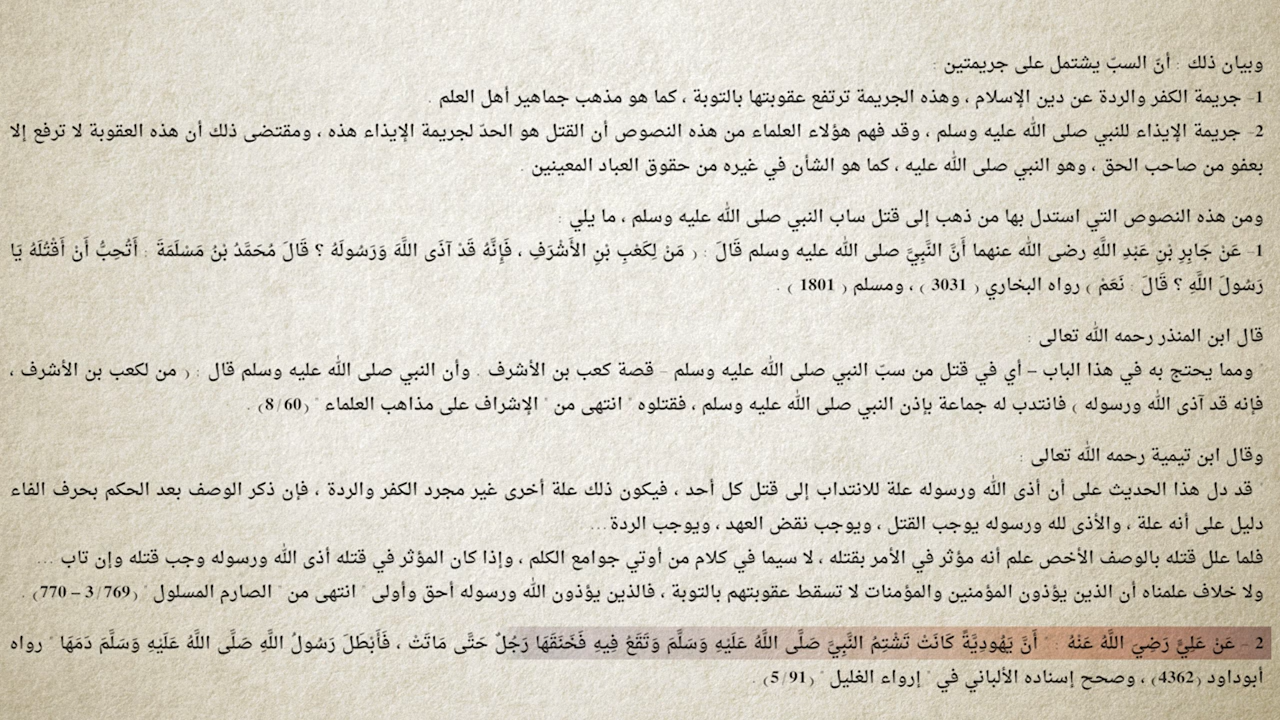 وبيان ذلك : أنّ السبّ يشتمل على جريمتين :
1- جريمة الكفر والردة عن دين الإسلام ، وهذه الجريمة ترتفع عقوبتها بالتوبة ، كما هو مذهب جماهير أهل العلم .
2- جريمة الإيذاء للنبي صلى الله عليه وسلم ، وقد فهم هؤلاء العلماء من هذه النصوص أن القتل هو الحدّ لجريمة الإيذاء هذه ، ومقتضى ذلك أن هذه العقوبة لا ترفع إلا
بعفو من صاحب الحق ، وهو النبي صلى الله عليه ، كما هو الشأن في غيره من حقوق العباد المعينين .
ومن هذه النصوص التي استدل بها من ذهب إلى قتل ساب النبي صلى الله عليه وسلم ، ما يلي :
1- عَنْ جَابِرِ بْنِ عَبْدِ اللَّهِ رضى الله عنهما أَنَّ النَّبِيَّ صلى الله عليه وسلم قَالَ : ( مَنْ لِكَعْبِ بْنِ الأَشْرَفِ ، فَإِنَّهُ قَدْ آذَى اللَّهَ وَرَسُولَهُ ؟ قَالَ مُحَمَّدُ بْنُ مَسْلَمَةَ : أَتُحِبُّ أَنْ أَقْتُلَهُ يَا
رَسُولَ اللَّهِ ؟ قَالَ : نَعَمْ ) رواه البخاري ( 3031 ) ، ومسلم ( 1801 ) .
قال ابن المنذر رحمه الله تعالى :
" ومما يحتج به في هذا الباب – أي في قتل من سبّ النبي صلى الله عليه وسلم – قصة كعب بن الأشرف . وأن النبي صلى الله عليه وسلم قال : ( من لكعب بن الأشرف ،
فإنه قد آذى الله ورسوله ) فانتدب له جماعة بإذن النبي صلى الله عليه وسلم ، فقتلوه " انتهى من " الإشراف على مذاهب العلماء " (8/60) .
وقال ابن تيمية رحمه الله تعالى :
" قد دل هذا الحديث على أن أذى الله ورسوله علة للانتداب إلى قتل كل أحد ، فيكون ذلك علة أخرى غير مجرد الكفر والردة ، فإن ذكر الوصف بعد الحكم بحرف الفاء
دليل على أنه علة ، والأذى لله ورسوله يوجب القتل ، ويوجب نقض العهد ، ويوجب الردة...
فلما علل قتله بالوصف الأخص علم أنه مؤثر في الأمر بقتله ، لا سيما في كلام من أوتي جوامع الكلم ، وإذا كان المؤثر في قتله أذى الله ورسوله وجب قتله وإن تاب ...
ولا خلاف علمناه أن الذين يؤذون المؤمنين والمؤمنات لا تسقط عقوبتهم بالتوبة ، فالذين يؤذون الله ورسوله أحق وأولى " انتهى من " الصارم المسلول " (3/769 – 770) .
2 – عَنْ عَلِيٍّ رَضِيَ اللَّهُ عَنْهُ : " أَنَّ يَهُودِيَّةً كَانَتْ تَشْتِمُ النَّبِيَّ صَلَّى اللَّهُ عَلَيْهِ وَسَلَّمَ وَتَقَعُ فِيهِ فَخَنَقَهَا رَجُلٌ حَتَّى مَاتَتْ ، فَأَبْطَلَ رَسُولُ اللَّهِ صَلَّى اللَّهُ عَلَيْهِ وَسَلَّمَ دَمَهَا " رواه
أبوداود (4362) ، وصحح إسناده الألباني في " إرواء الغليل " (5/91) .